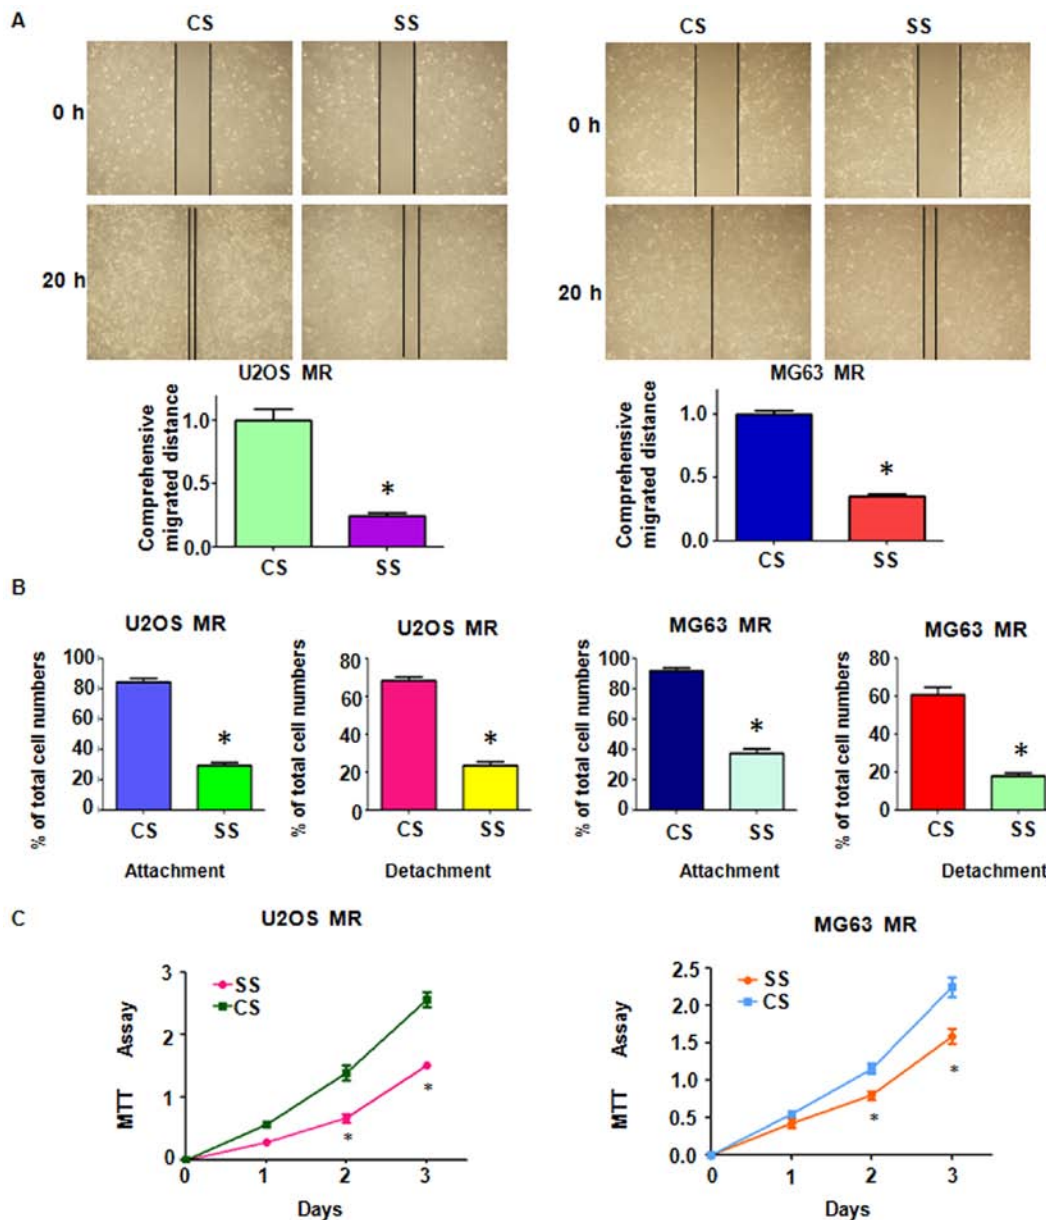 A
CS SS CS SS
0 h 0 h
20 h 20 h
U2OS MR MG63 MR
Comprehensive
migrated distance
1.0
0.5
0.0
CS SS
*
Comprehensive
migrated distance
1.0
0.5
0.0
CS SS
*
B
U2OS MR
% of total cell numbers
100
80
60
40
20
0
*
CS SS
Attachment
U2OS MR
% of total cell numbers
80
60
40
20
0
*
CS SS
Detachment
MG63 MR
% of total cell numbers
100
80
60
40
20
0
*
CS SS
Attachment
MG63 MR
% of total cell numbers
80
60
40
20
0
*
CS SS
Detachment
C
U2OS MR
MTT Assay
3
2
1
0
SS
CS
*
*
0 1 2 3
Days
MG63 MR
MTT Assay
2.5
2.0
1.5
1.0
0.5
0.0
SS
CS
*
*
0 1 2 3
Days